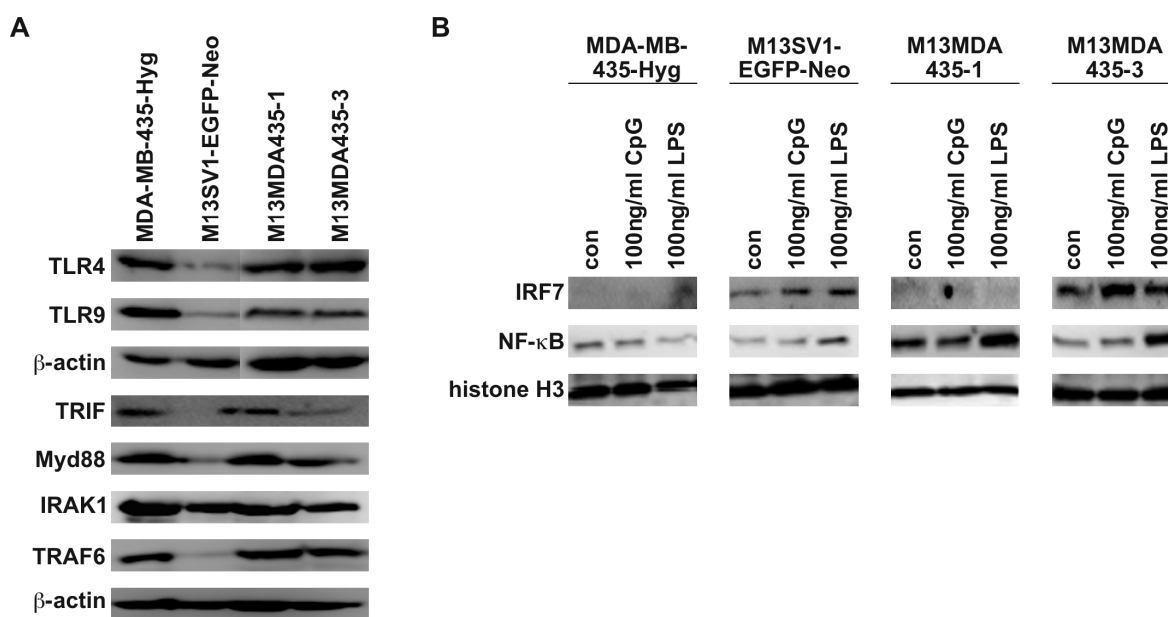 A
MDA-MB-435-Hyg
M13SV1-EGFP-Neo
M13MDA435-1
M13MDA435-3
TLR4
TLR9
β-actin
TRIF
Myd88
IRAK1
TRAF6
β-actin
B
MDA-MB-
435-Hyg
M13SV1-
EGFP-Neo
M13MDA
435-1
M13MDA
435-3
con
100ng/ml CpG
100ng/ml LPS
con
100ng/ml CpG
100ng/ml LPS
con
100ng/ml CpG
100ng/ml LPS
con
100ng/ml CpG
100ng/ml LPS
IRF7
NF-κB
histone H3